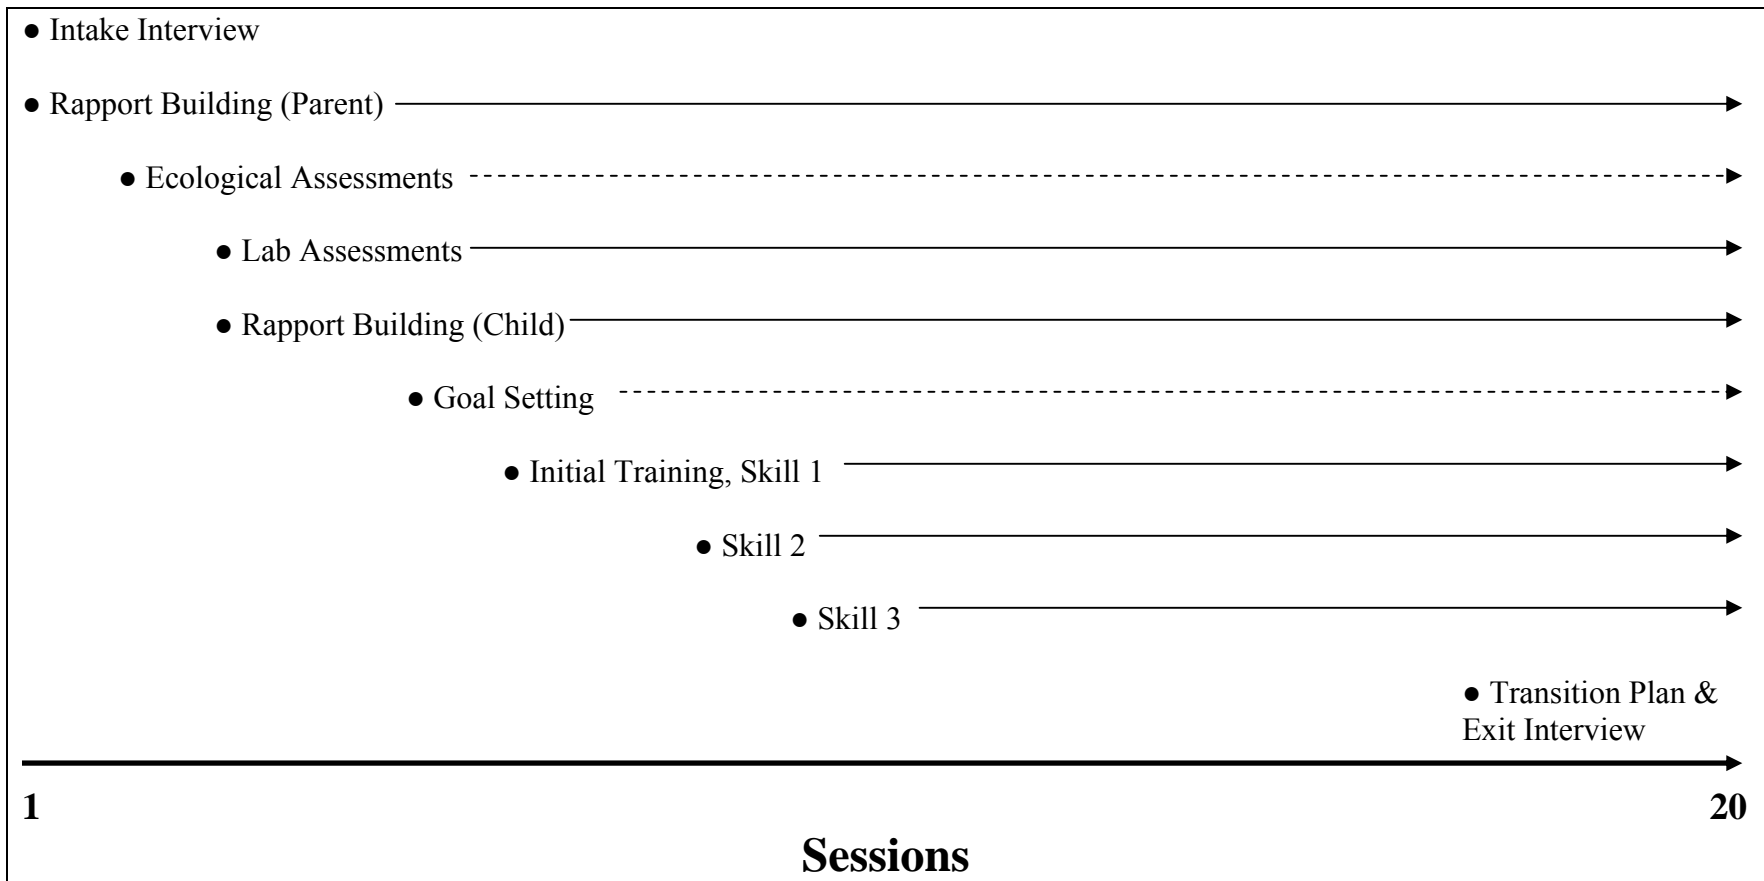 ● Intake Interview
● Rapport Building (Parent)
● Ecological Assessments
● Lab Assessments
● Rapport Building (Child)
● Goal Setting
● Initial Training, Skill 1
● Skill 2
● Skill 3
● Transition Plan &
Exit Interview
1 20
Sessions